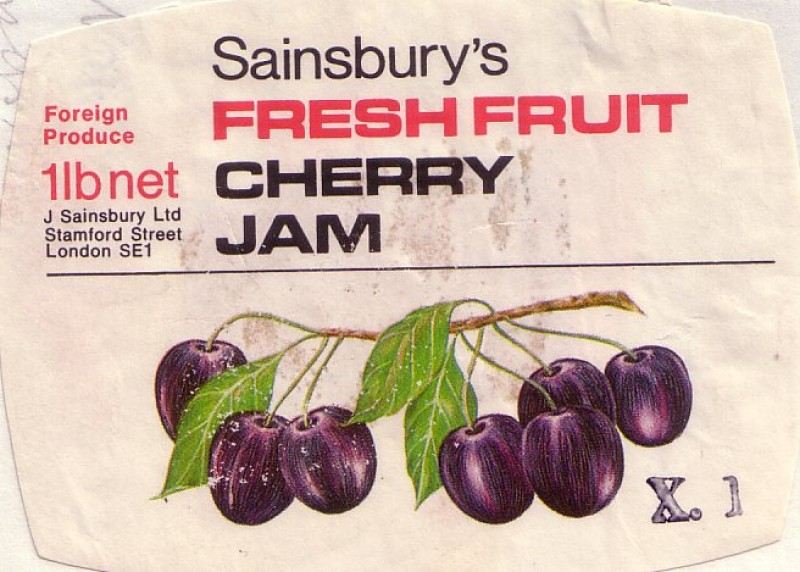 Sainsbury's
FRESH FRUIT
CHERRY
JAM
Foreign
Produce
1lb net
J Sainsbury Ltd
Stamford Street
London SE1
X. 1